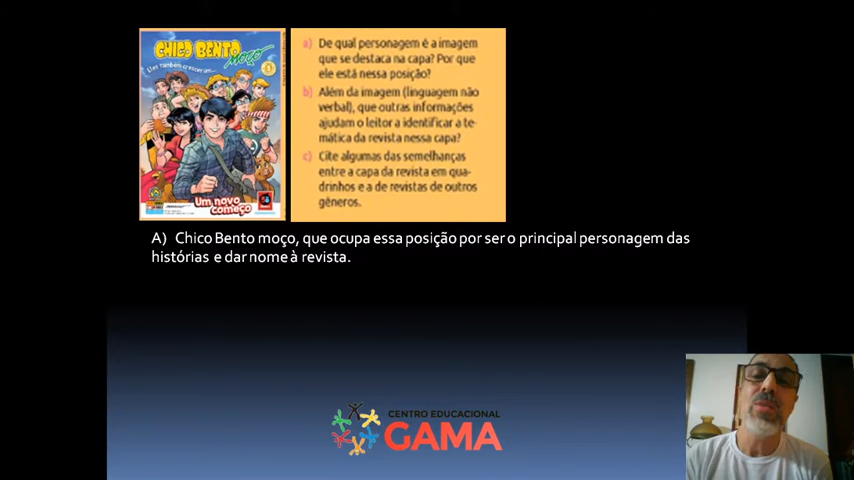 CHICO BENTO
moço
Eles também cresceram...
Um novo
começo
a) De qual personagem é a imagem
que se destaca na capa? Por que
ele está nessa posição?
b) Além da imagem (linguagem não
verbal), que outras informações
ajudam o leitor a identificar a te-
mática da revista nessa capa?
c) Cite algumas das semelhanças
entre a capa da revista em qua-
drinhos e a de revistas de outros
gêneros.
A) Chico Bento moço, que ocupa essa posição por ser o principal personagem das
histórias e dar nome à revista.
CENTRO EDUCACIONAL
GAMA